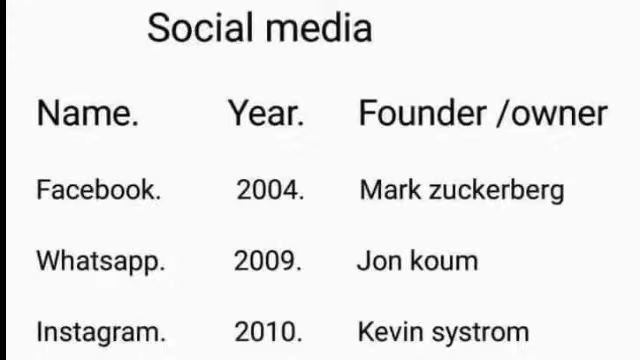 Social media
Name. Year. Founder /owner
Facebook. 2004. Mark zuckerberg
Whatsapp. 2009. Jon koum
Instagram. 2010. Kevin systrom